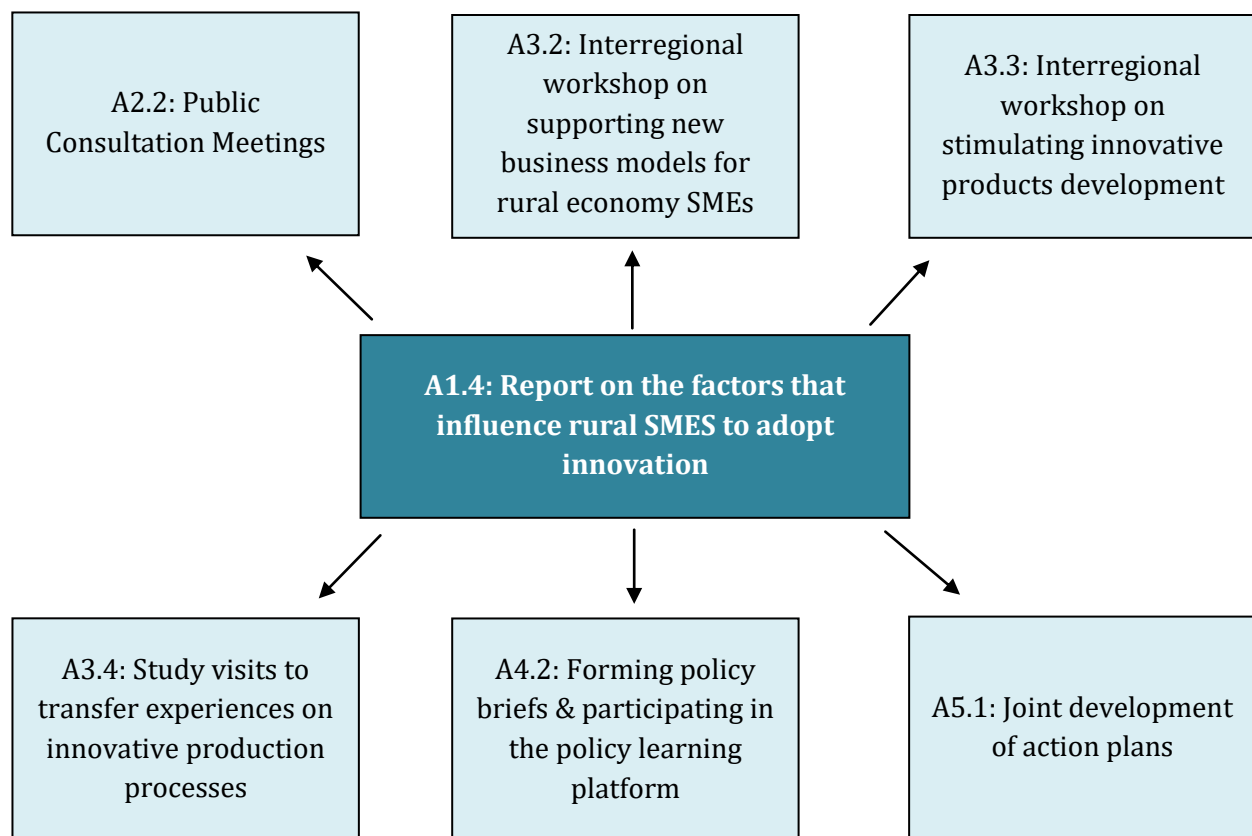 A2.2: Public
Consultation Meetings
A3.2: Interregional
workshop on
supporting new
business models for
rural economy SMEs
A3.3: Interregional
workshop on
stimulating innovative
products development
A1.4: Report on the factors that
influence rural SMES to adopt
innovation
A3.4: Study visits to
transfer experiences on
innovative production
processes
A4.2: Forming policy
briefs & participating in
the policy learning
platform
A5.1: Joint development
of action plans